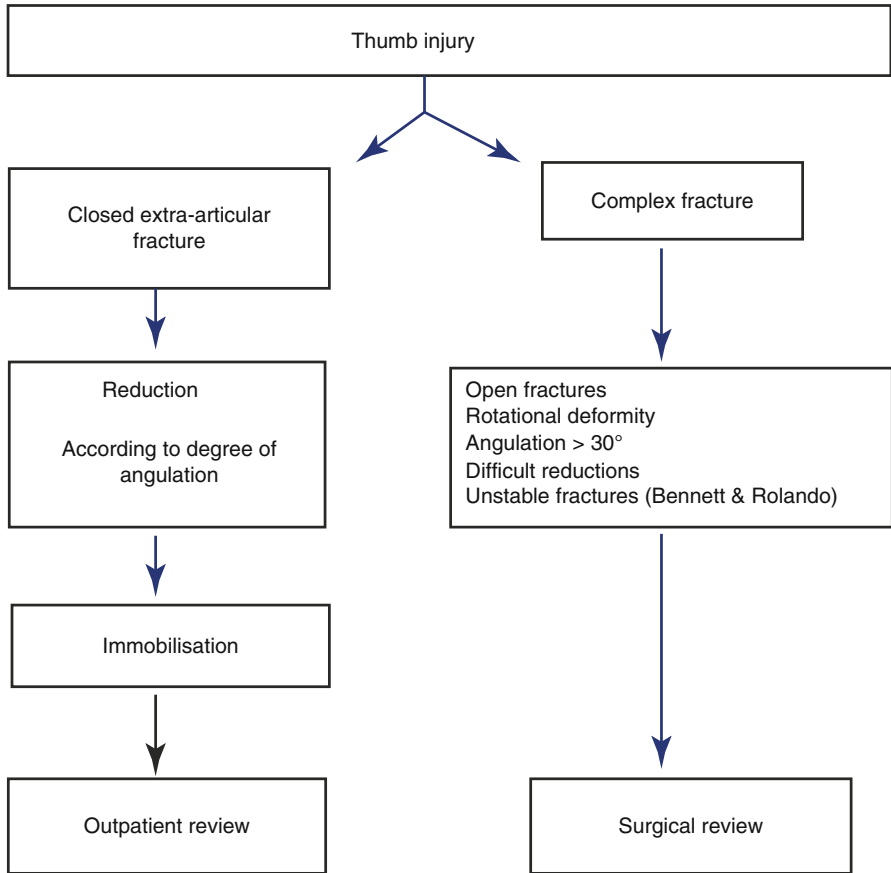 Thumb injury
Closed extra-articular
fracture
Complex fracture
Reduction
According to degree of
angulation
Open fractures
Rotational deformity
Angulation > 30°
Difficult reductions
Unstable fractures (Bennett & Rolando)
Immobilisation
Outpatient review
Surgical review